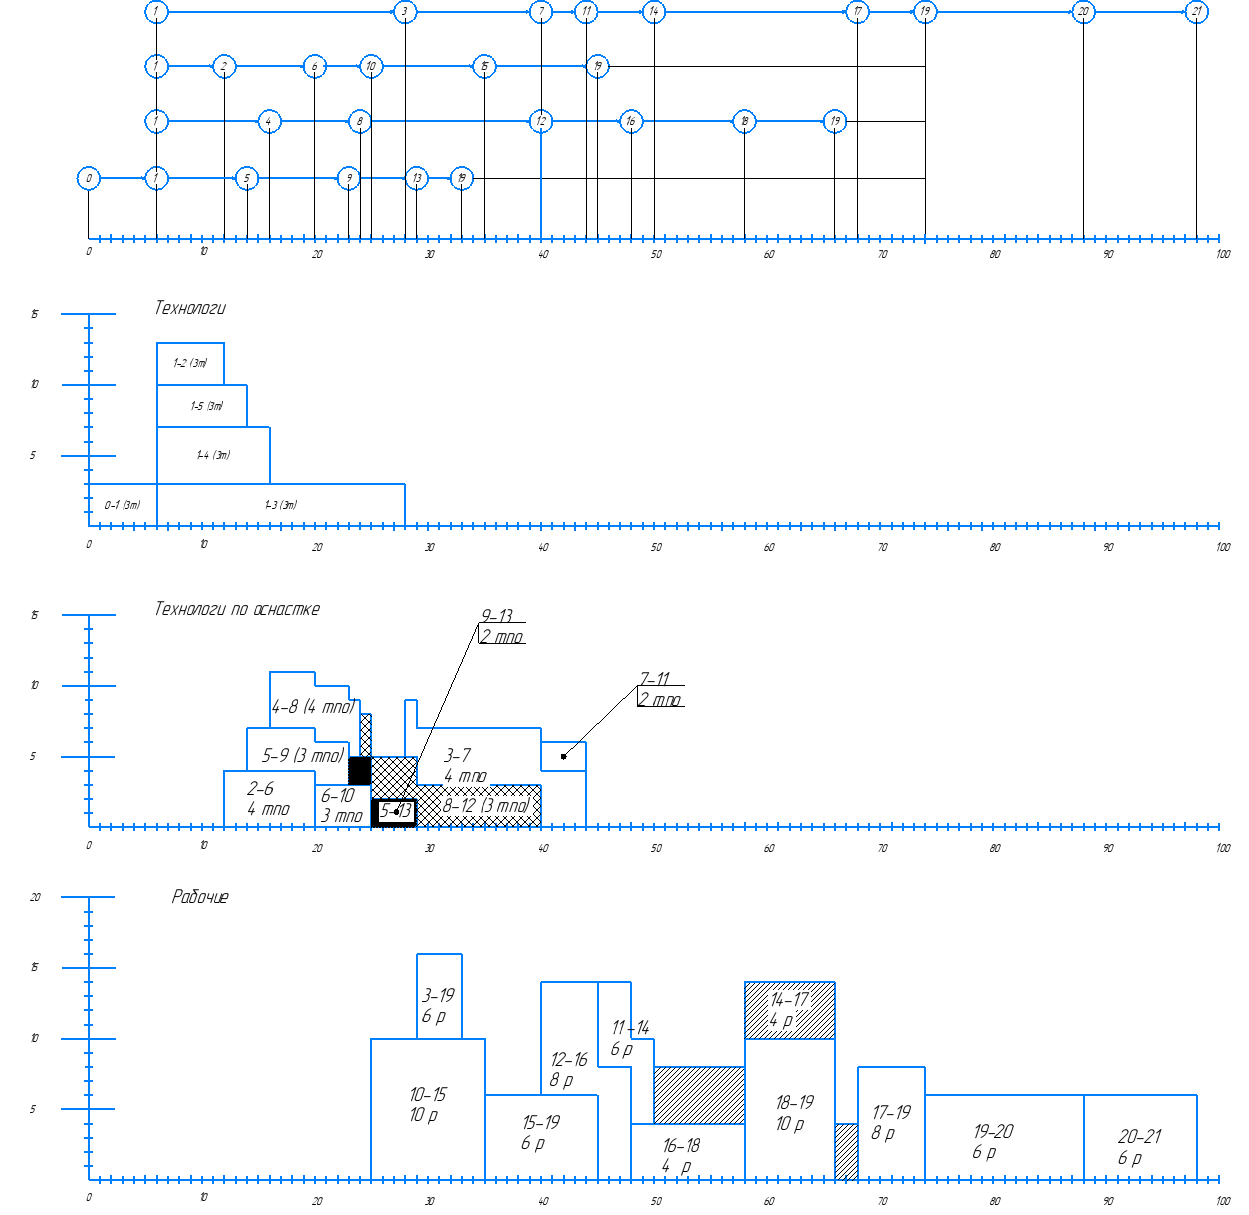 1 3 7 11 14 17 19 20 21
1 2 6 10 15 19
1 4 8 12 16 18 19
0 1 5 9 13 19
0 10 20 30 40 50 60 70 80 90 100
Технологи
15
1-2 (3т)
10
1-5 (3т)
1-4 (3т)
5
0-1 (3т)
1-3 (3т)
0 10 20 30 40 50 60 70 80 90 100
Технологи по оснастке
15
9-13
2 тпо
7-11
2 тпо
10
4-8 (4 тпо)
5-9 (3 тпо)
5
3-7
4 тпо
2-6
4 тпо
6-10
3 тпо
5-13
8-12 (3 тпо)
0 10 20 30 40 50 60 70 80 90 100
Рабочие
20
15
3-19
6 р
14-17
4 р
11-14
6 р
10
12-16
8 р
10-15
10 р
18-19
10 р
5
15-19
6 р
17-19
8 р
16-18
4 р
19-20
6 р
20-21
6 р
0 10 20 30 40 50 60 70 80 90 100